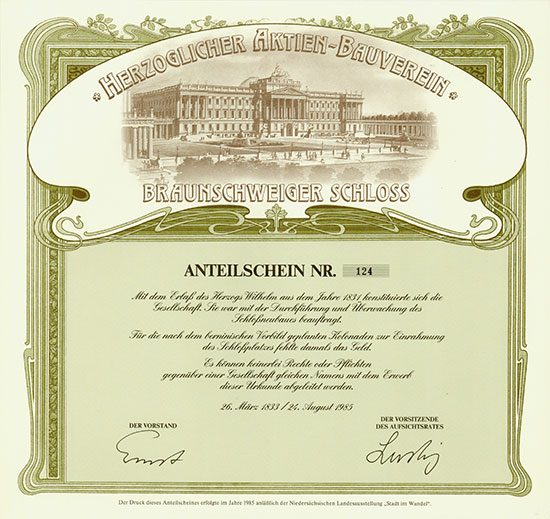 HERZOGLICHER AKTIEN-BAUVEREIN
BRAUNSCHWEIGER SCHLOSS
ANTEILSCHEIN NR. 124
Mit dem Erlaß des Herzogs Wilhelm aus dem Jahre 1831 konstituierte sich die
Gesellschaft. Sie war mit der Durchführung und Überwachung des
Schloßneubaues beauftragt.
Für die nach dem berninischen Vorbild geplanten Kolonaden zur Einrahmung
des Schloßplatzes fehlte damals das Geld.
Es können keinerlei Rechte oder Pflichten
gegenüber einer Gesellschaft gleichen Namens mit dem Erwerb
dieser Urkunde abgeleitet werden.
26. März 1833 / 24. August 1985
DER VORSTAND
DER VORSITZENDE
DES AUFSICHTSRATES
Ernst
Lustig
Der Druck dieses Anteilscheines erfolgte im Jahre 1985 anläßlich der Niedersächsischen Landesausstellung „Stadt im Wandel".